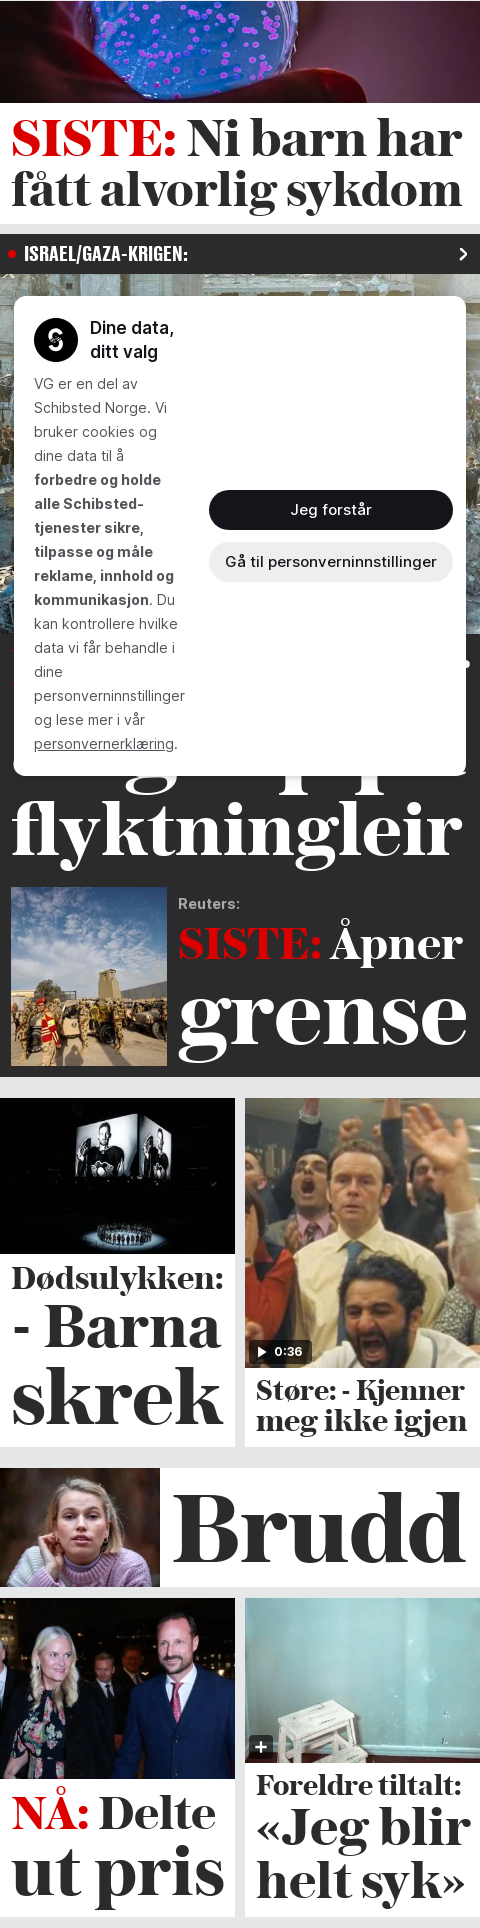 SISTE: Ni barn har
fått alvorlig sykdom
ISRAEL/GAZA-KRIGEN:
Dine data,
ditt valg
VG er en del av
Schibsted Norge. Vi
bruker cookies og
dine data til å
forbedre og holde
alle Schibsted-
tjenester sikre,
tilpasse og måle
reklame, innhold og
kommunikasjon. Du
kan kontrollere hvilke
data vi får behandle i
dine
personverninnstillinger
og lese mer i vår
personvernerklæring.
Jeg forstår
Gå til personverninnstillinger
flyktningleir
Reuters:
SISTE: Åpner
grense
Dødsulykken:
- Barna
skrek
0:36
Støre: - Kjenner
meg ikke igjen
Brudd
NÅ: Delte
ut pris
Foreldre tiltalt:
«Jeg blir
helt syk»